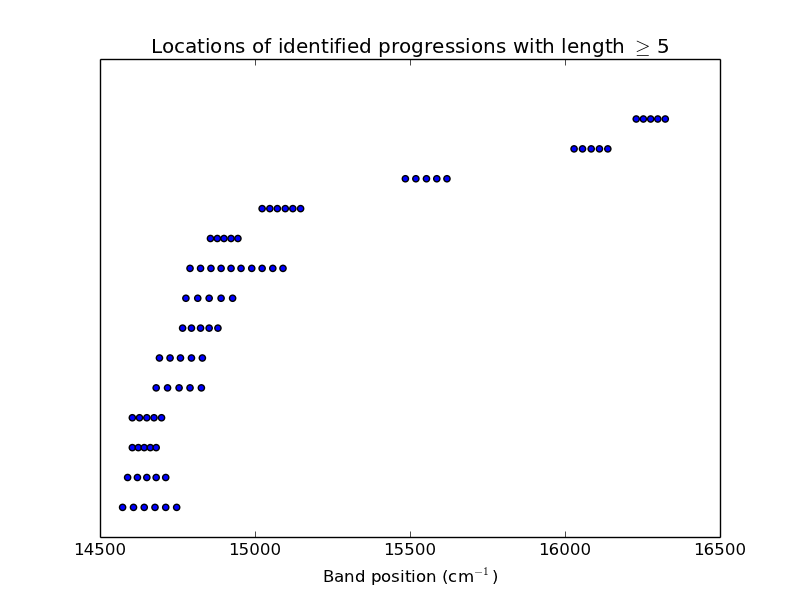 Locations of identified progressions with length ≥ 5
14500 15000 15500 16000 16500
Band position (cm⁻¹)